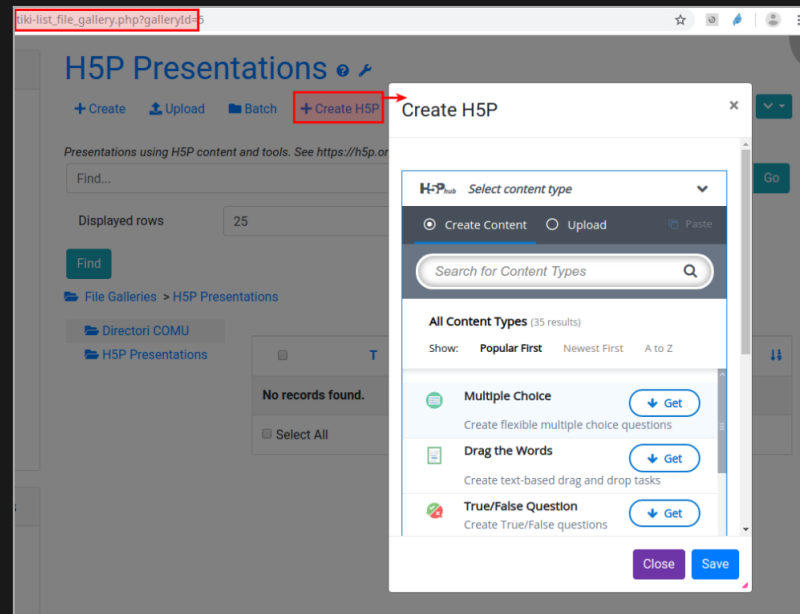 tiki-list_file_gallery.php?galleryId=5
H5P Presentations
Create
Upload
Batch
Create H5P
Create H5P
×
Presentations using H5P content and tools. See https://h5p.or
Find...
Go
H5P hub Select content type
Displayed rows
25
Create Content
Upload
Paste
Find
Search for Content Types
File Galleries > H5P Presentations
All Content Types (35 results)
Directori COMU
Show: Popular First Newest First A to Z
H5P Presentations
T
No records found.
Multiple Choice
Get
Create flexible multiple choice questions
Select All
Drag the Words
Get
Create text-based drag and drop tasks
True/False Question
Get
Create True/False questions
Close
Save